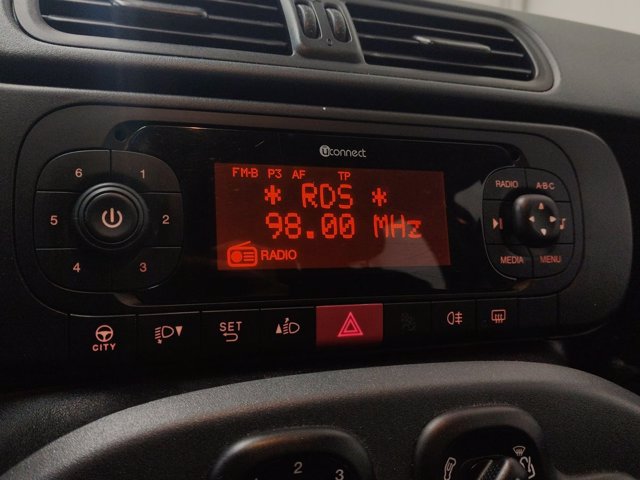 Uconnect
FM-B P3 AF TP
* RDS *
98.00 MHz
RADIO
6 1
5 2
4 3
RADIO A·B·C
MEDIA MENU
CITY
SET
2 3